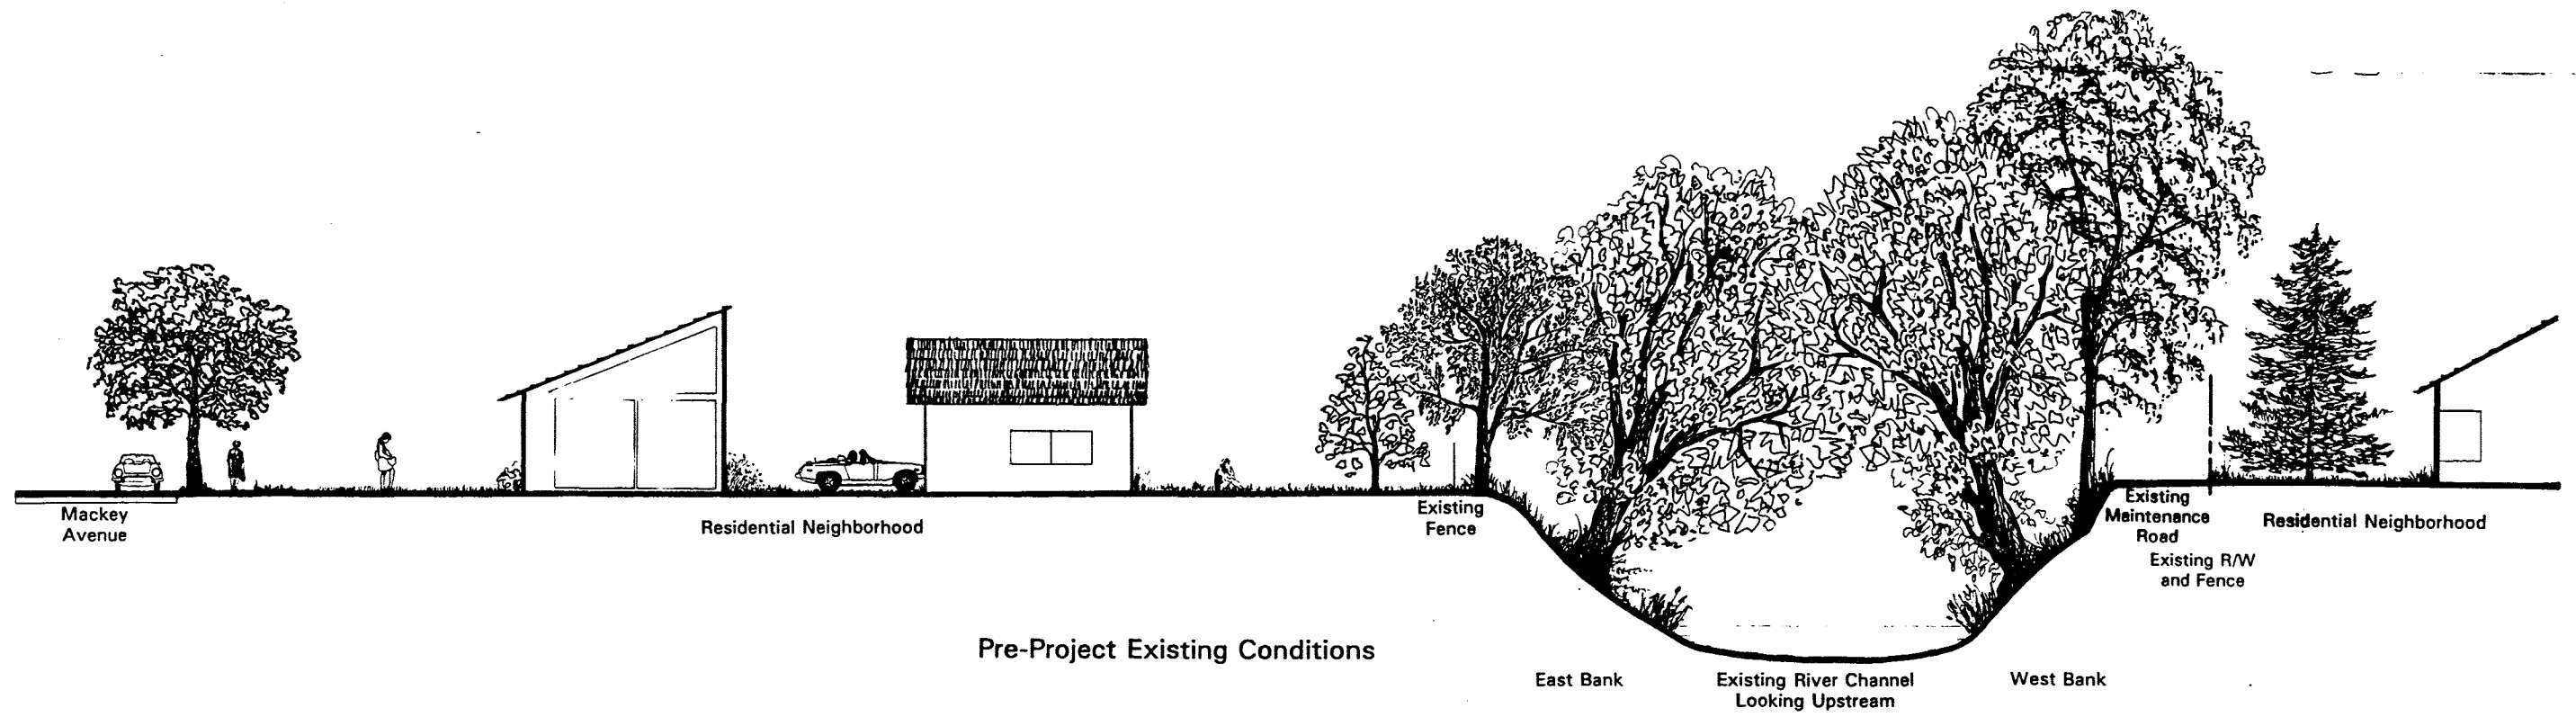 Mackey
Avenue
Residential Neighborhood
Existing
Fence
Existing
Maintenance
Road
Existing R/W
and Fence
Residential Neighborhood
Pre-Project Existing Conditions
East Bank
Existing River Channel
Looking Upstream
West Bank